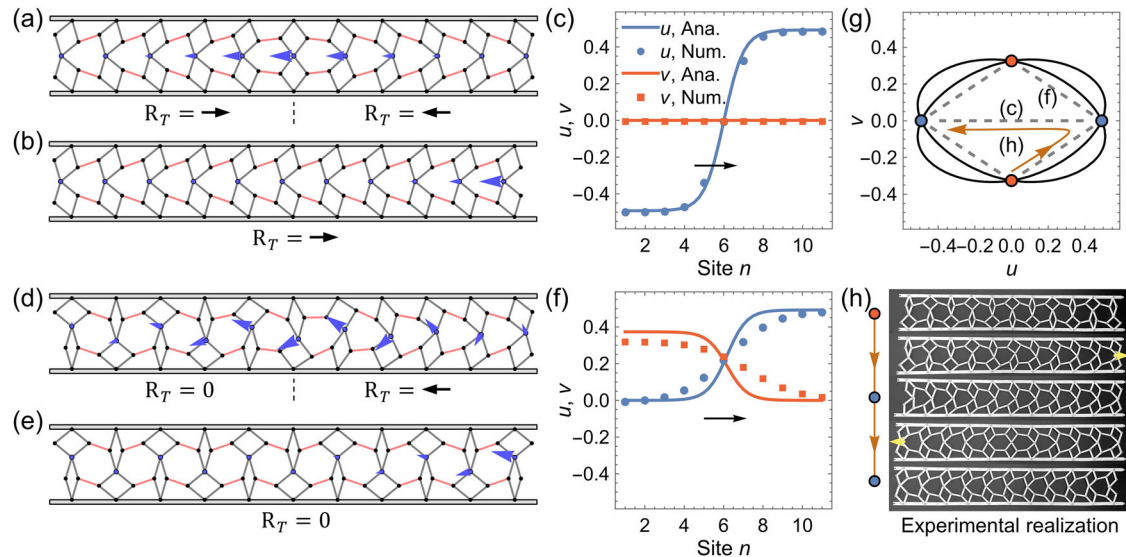 (a)
R_T = → R_T = ←
(b)
R_T = →
(c)
u, Ana.
u, Num.
v, Ana.
v, Num.
0.4
0.2
0.0
−0.2
−0.4
u, v
2 4 6 8 10
Site n
(d)
R_T = 0 R_T = ←
(e)
R_T = 0
(f)
0.4
0.2
0.0
−0.2
−0.4
u, v
2 4 6 8 10
Site n
(g)
0.4
0.2
0.0
−0.2
−0.4
v
(f)
(c)
(h)
−0.4 −0.2 0.0 0.2 0.4
u
(h)
Experimental realization